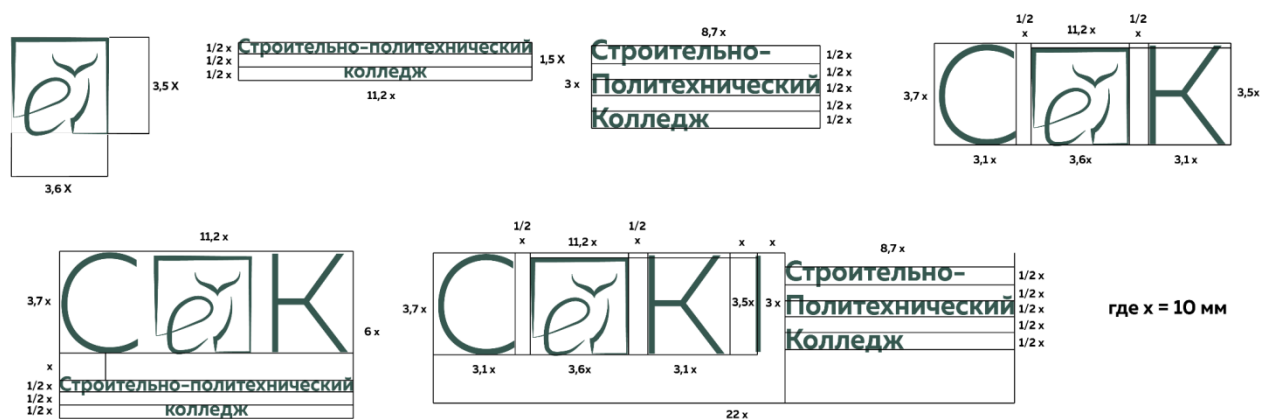 3,5 X
3,6 X
1/2 x
1/2 x
1/2 x
Строительно-политехнический
колледж
1,5 X
11,2 x
8,7 x
3 x
Строительно-
Политехнический
Колледж
1/2 x
1/2 x
1/2 x
1/2 x
1/2 x
1/2
x
11,2 x
1/2
x
3,7 x
С К
3,5x
3,1 x
3,6x
3,1 x
11,2 x
3,7 x
С К
6 x
x
1/2 x
1/2 x
1/2 x
Строительно-политехнический
колледж
1/2
x
11,2 x
1/2
x
x
x
3,7 x
С К
3,5x
3 x
3,1 x
3,6x
3,1 x
8,7 x
Строительно-
Политехнический
Колледж
1/2 x
1/2 x
1/2 x
1/2 x
1/2 x
22 x
где x = 10 мм